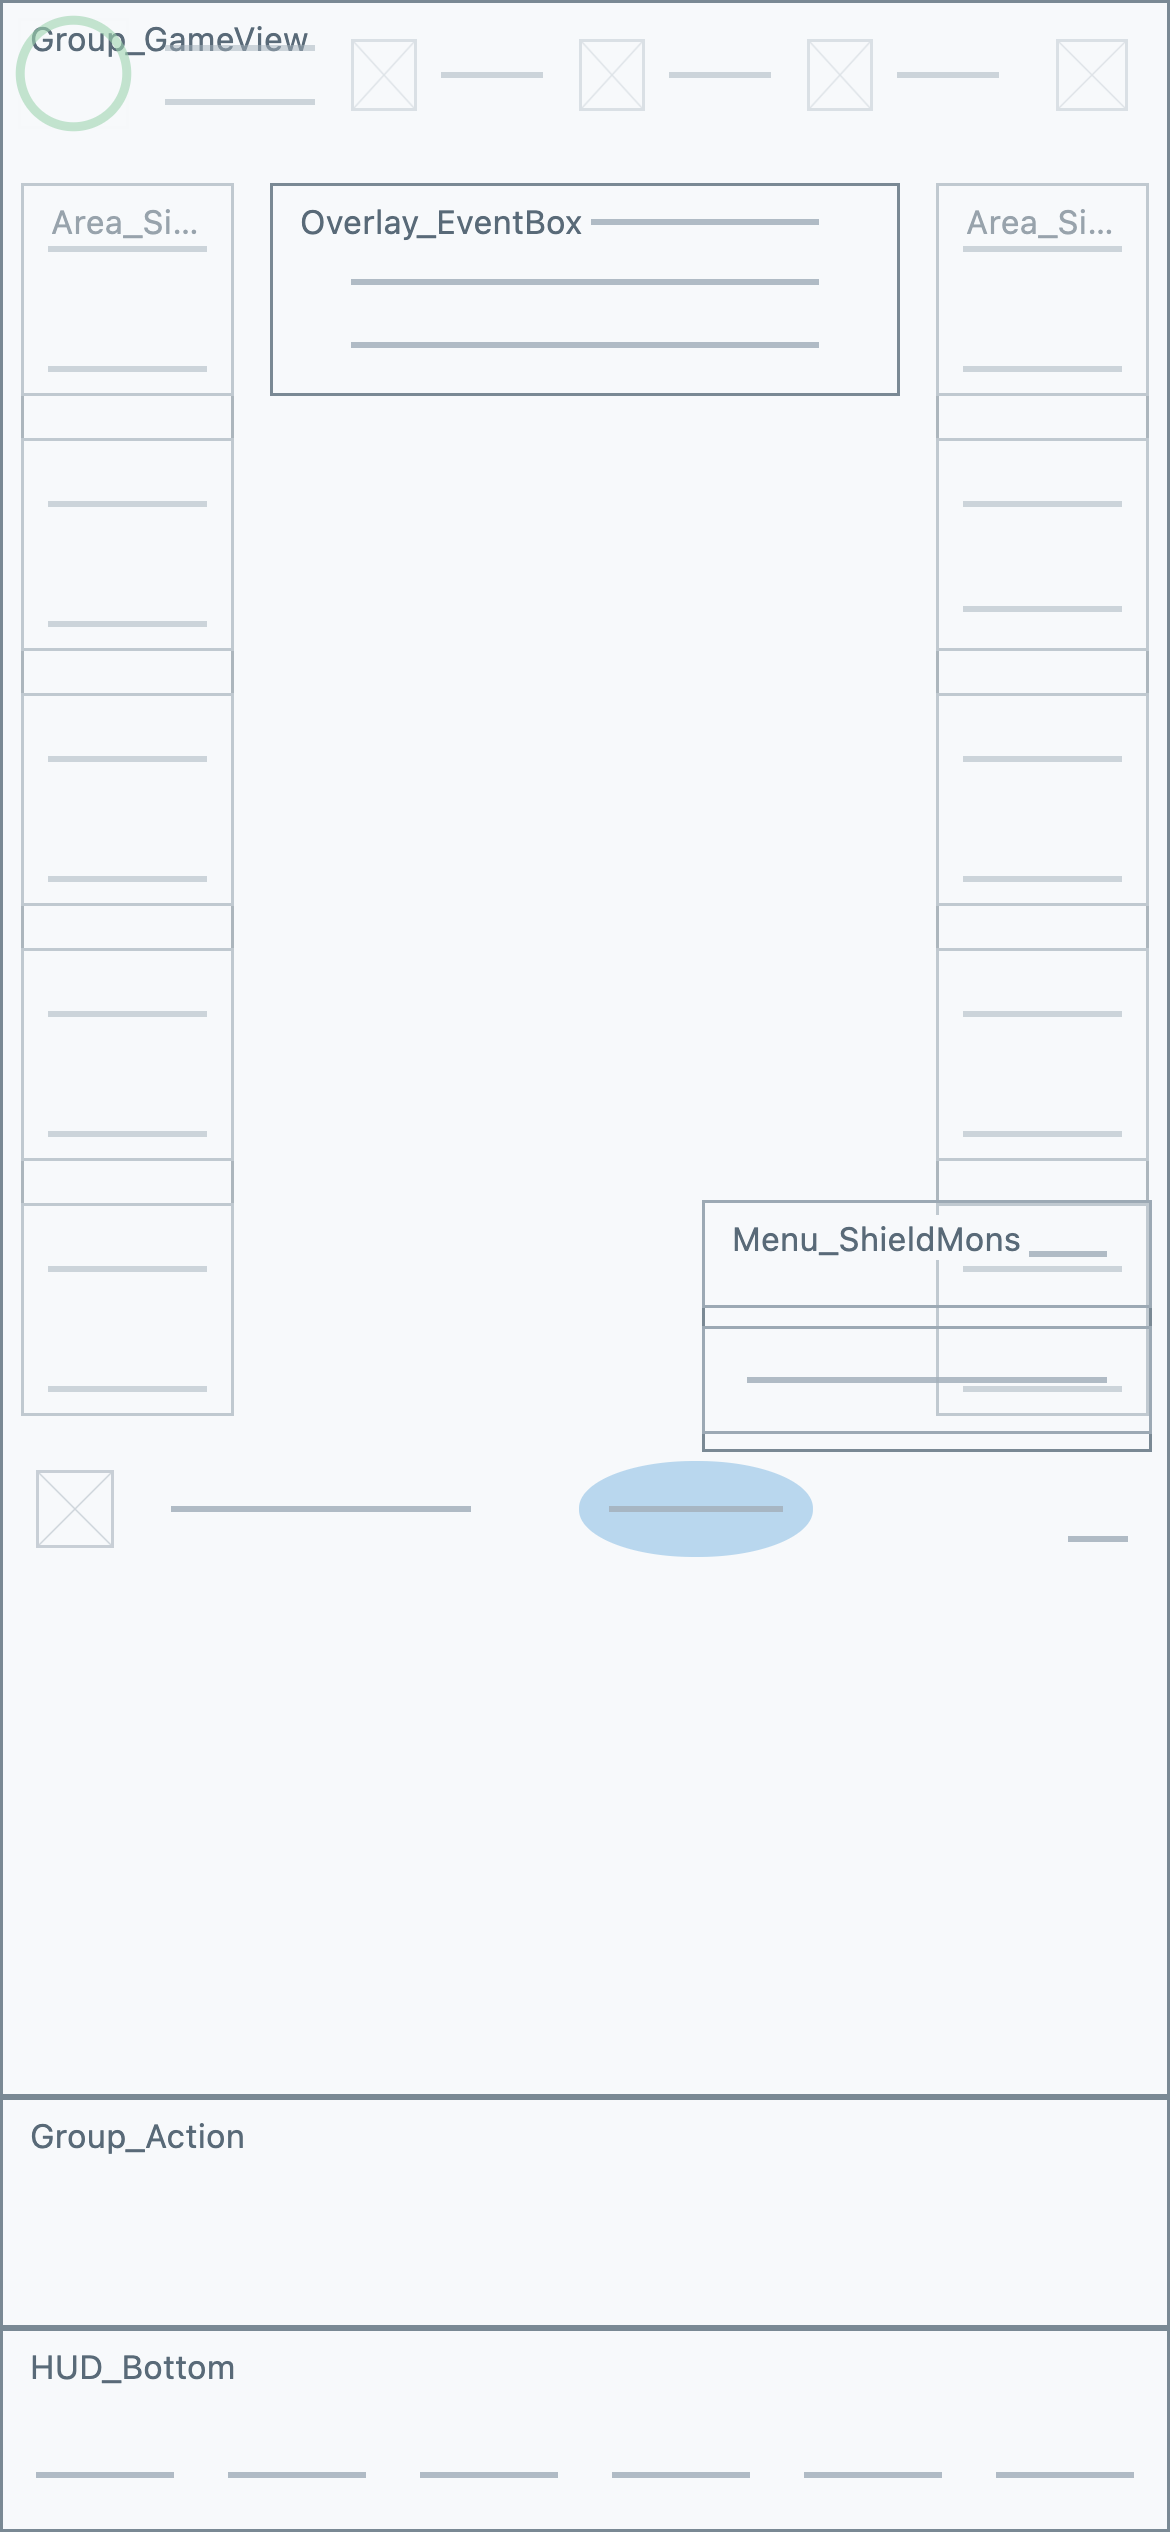 Group_GameView
Area_Si...
Overlay_EventBox
Area_Si...
Menu_ShieldMons
Group_Action
HUD_Bottom